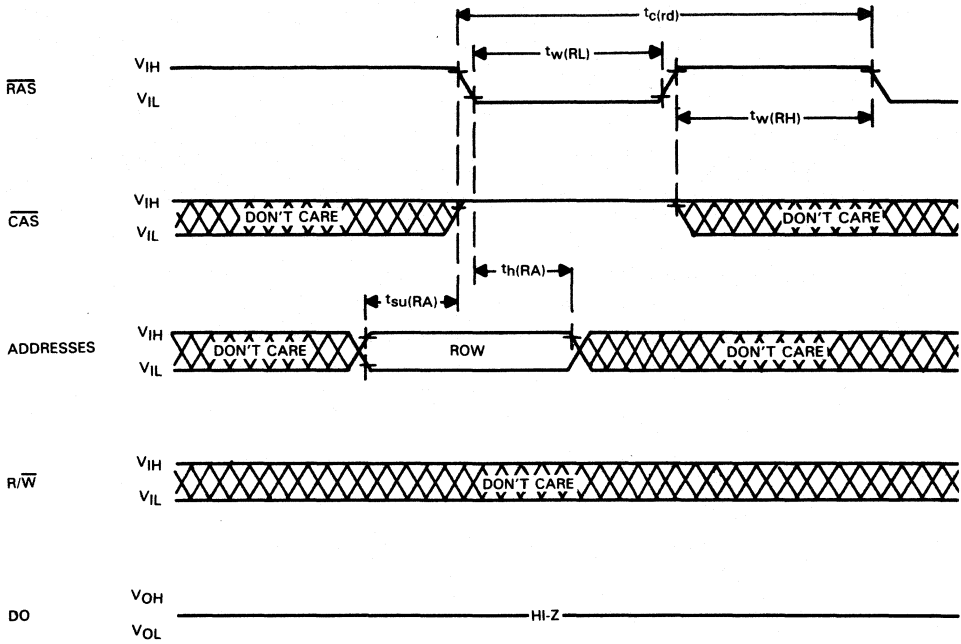 tc(rd)
tw(RL)
RAS
VIH
VIL
tw(RH)
CAS
VIH
DON'T CARE
VIL
DON'T CARE
th(RA)
tsu(RA)
ADDRESSES
VIH
DON'T CARE
ROW
DON'T CARE
VIL
R/W
VIH
DON'T CARE
VIL
DO
VOH
HI-Z
VOL